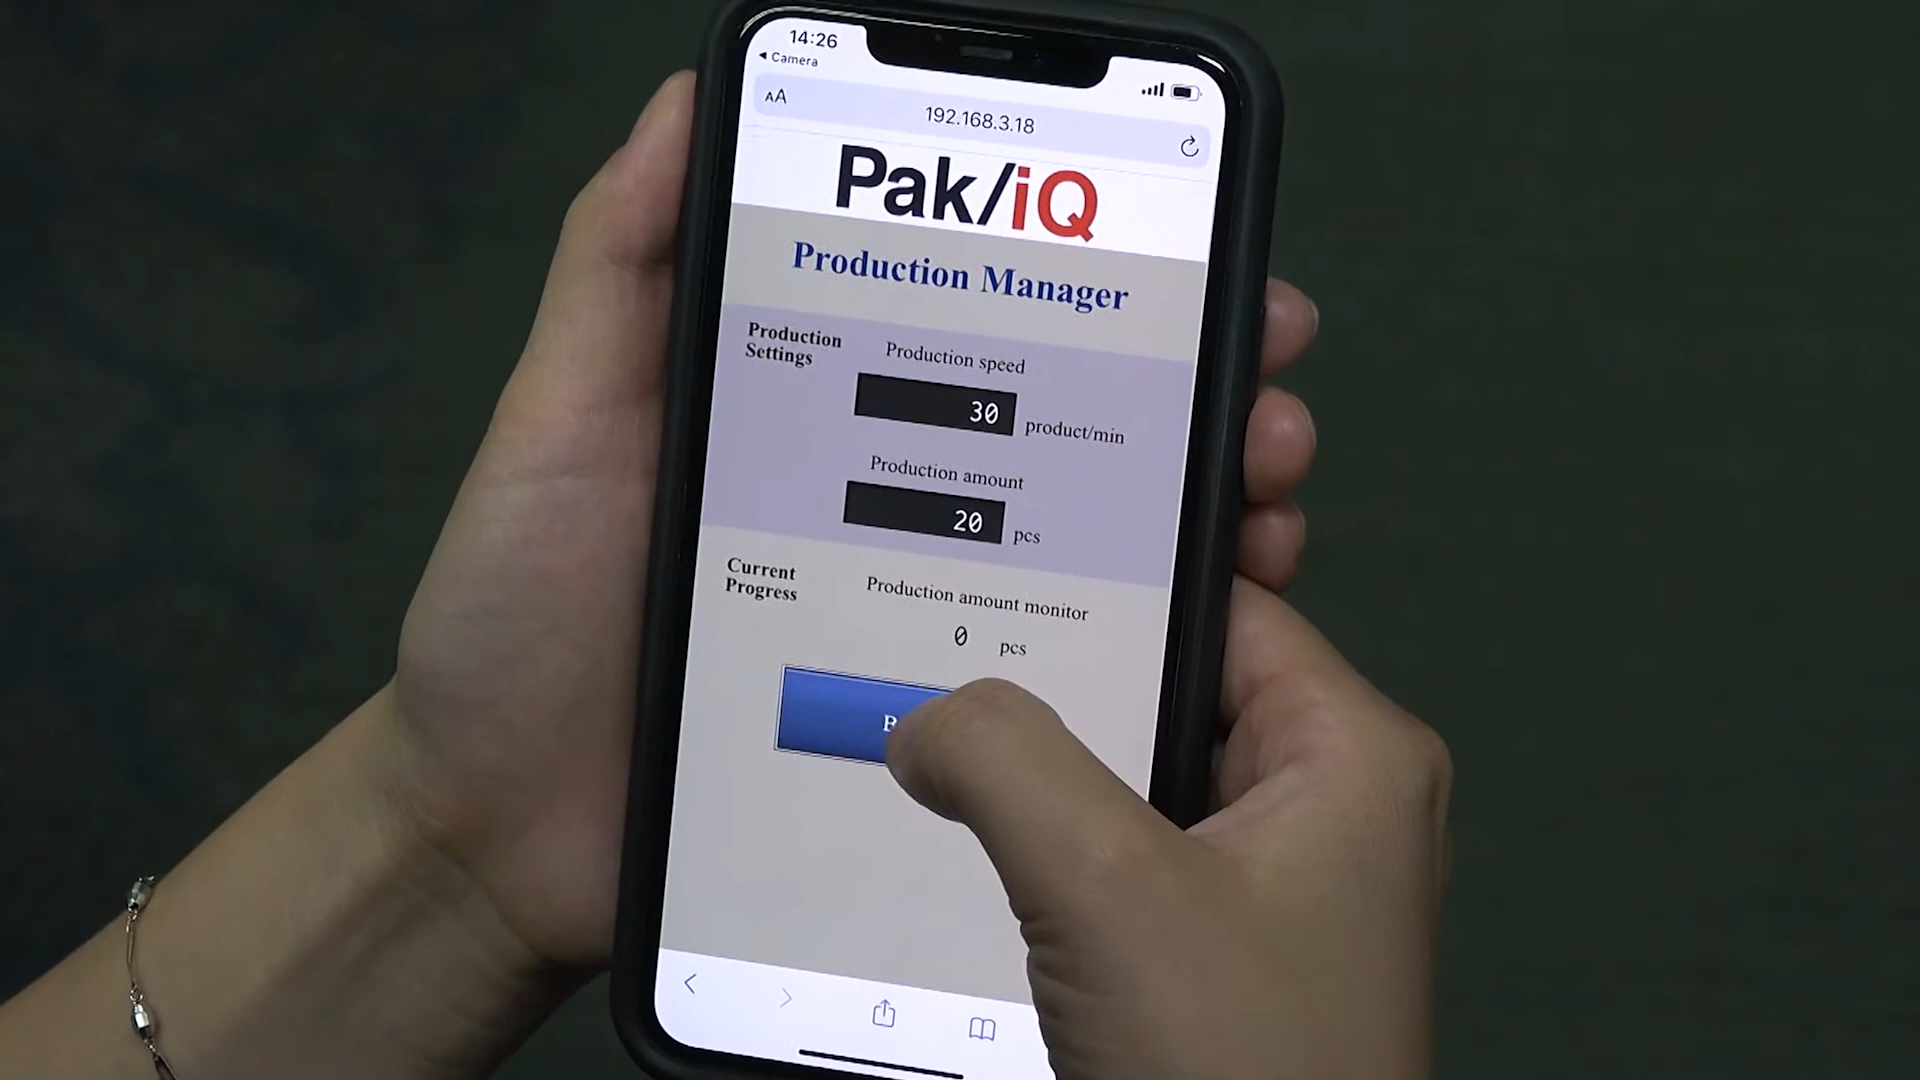 14:26
◀ Camera
AA
192.168.3.18
Pak/iQ
Production Manager
Production
Settings
Production speed
30 product/min
Production amount
20 pcs
Current
Progress
Production amount monitor
0 pcs